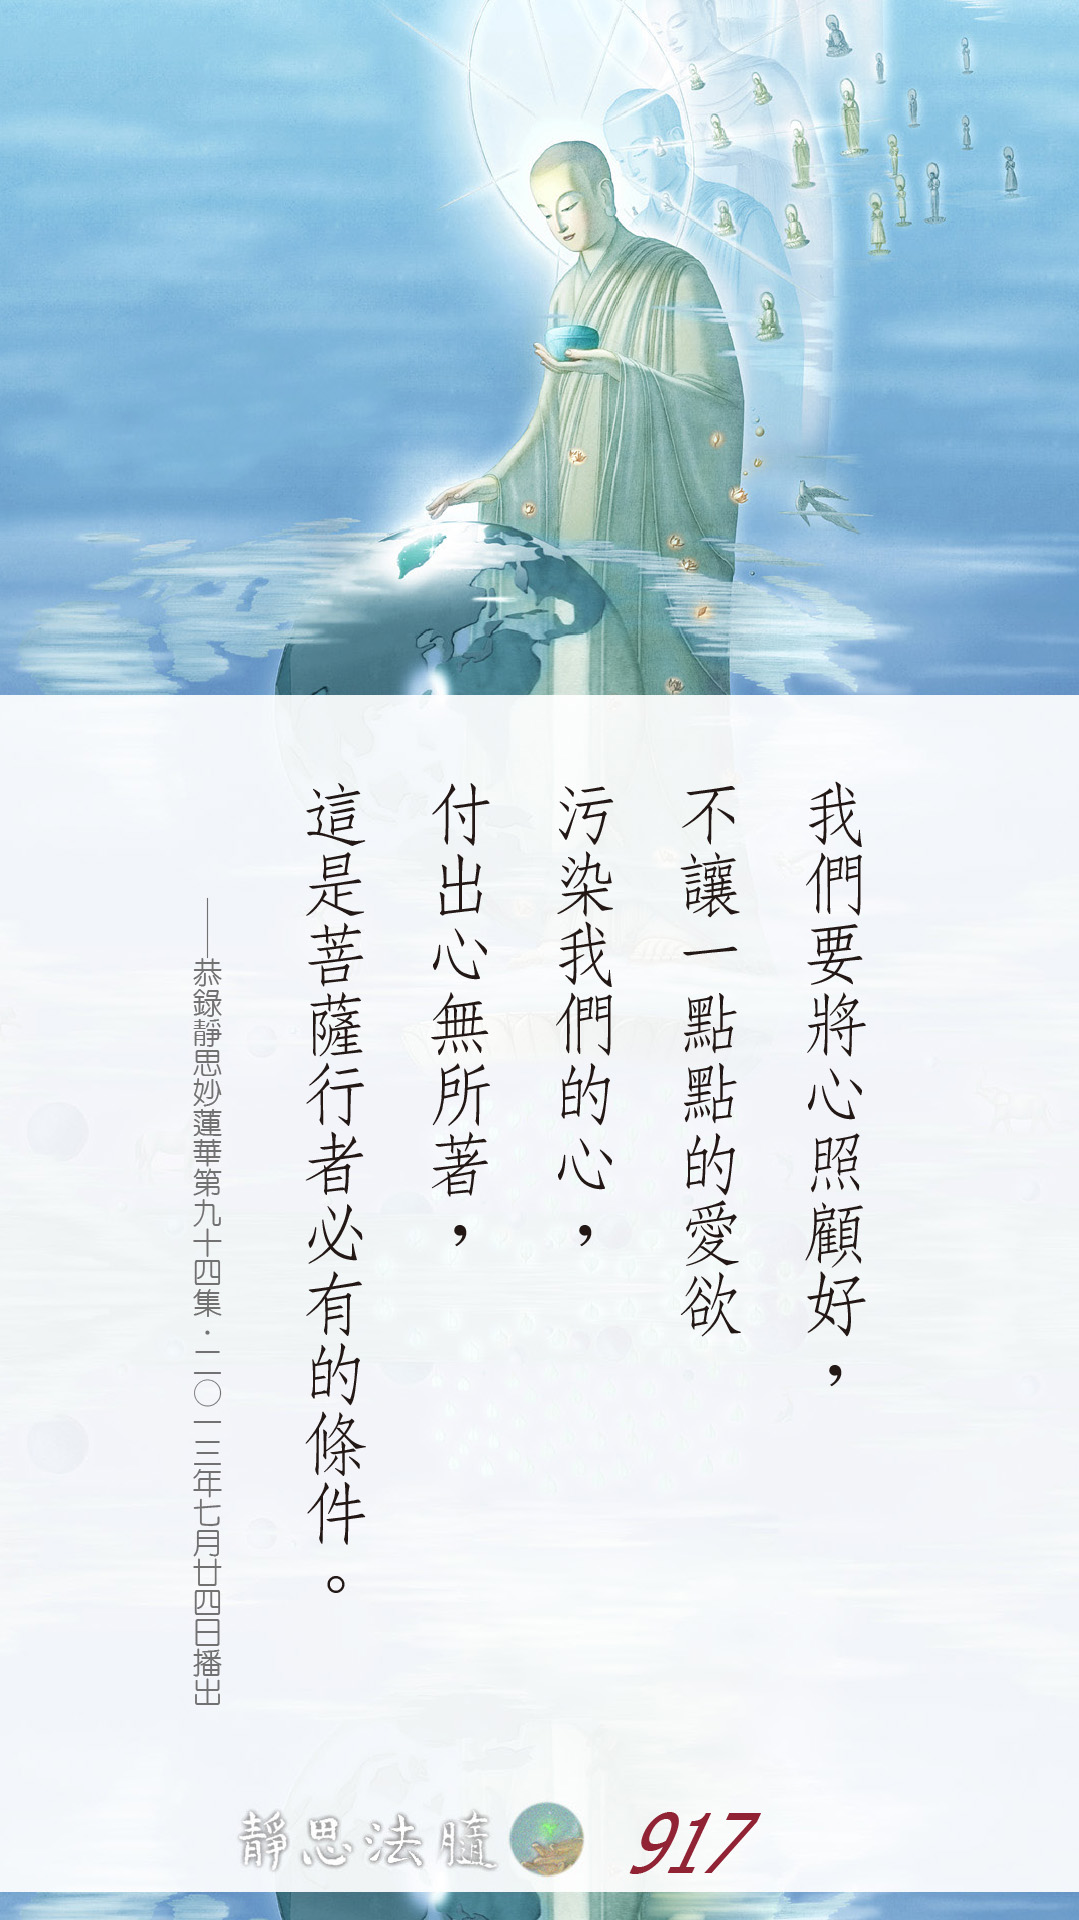 我們要將心照顧好，
不讓一點點的愛欲
污染我們的心，
付出心無所著，
這是菩薩行者必有的條件。
——恭錄靜思妙蓮華第九十四集．二〇一三年七月廿四日播出
靜思法髓
917